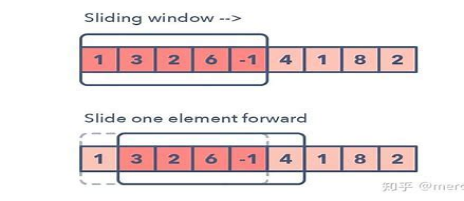 Sliding window -->
1 3 2 6 -1 4 1 8 2
Slide one element forward
1 3 2 6 -1 4 1 8 2
知乎 @mero